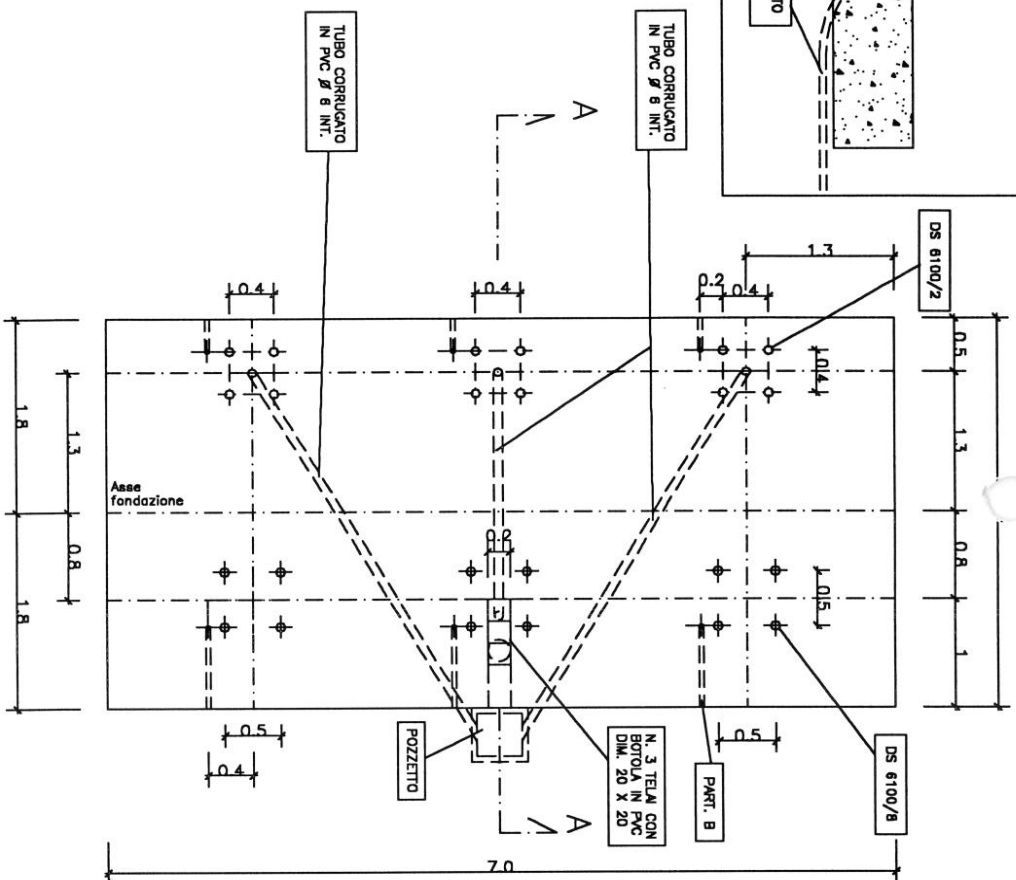 TO
TUBO CORRUGATO
IN PVC Ø 6 INT.
TUBO CORRUGATO
IN PVC Ø 6 INT.
A
A
DS 6100/2
1.3
0.2
0.4
0.4
0.4
0.4
0.5
1.3
0.8
1
1.8
1.3
0.8
1.8
Asse
fondazione
0.2
0.5
0.5
0.5
0.4
POZZETTO
N. 3 TELAI CON
BOTOLA IN PVC
DIM. 20 X 20
PART. B
DS 6100/8
7.0